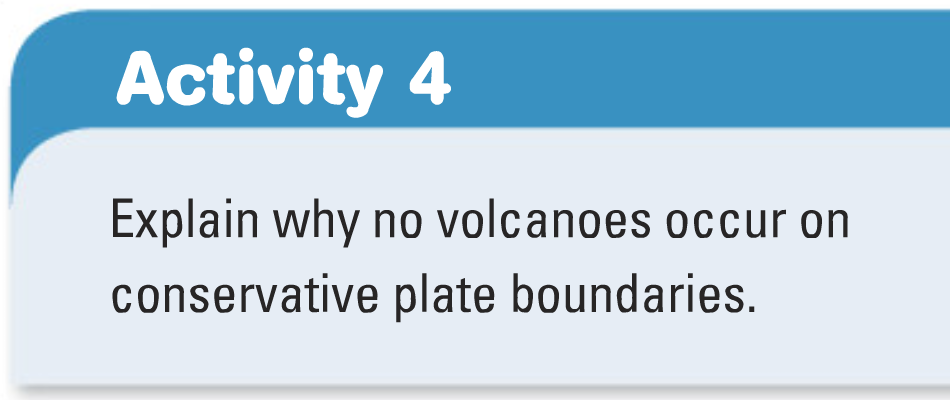 Activity 4
Explain why no volcanoes occur on
conservative plate boundaries.